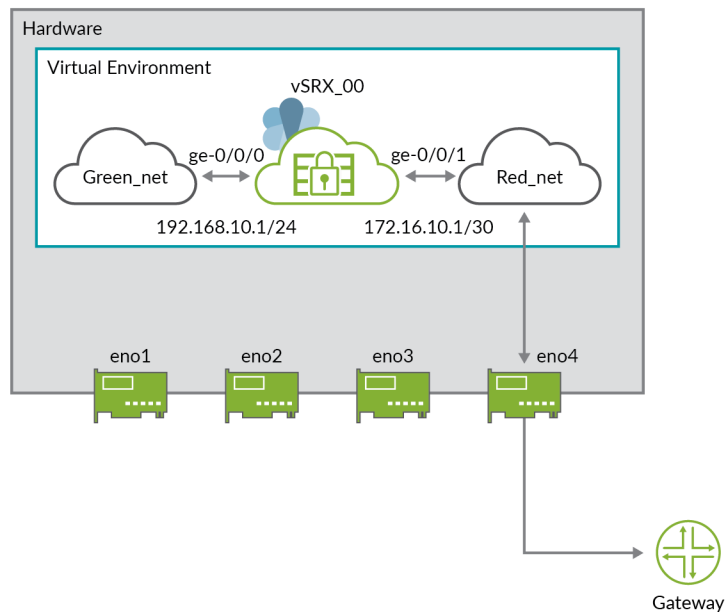 Hardware
Virtual Environment
vSRX_00
Green_net
ge-0/0/0
ge-0/0/1
Red_net
192.168.10.1/24
172.16.10.1/30
eno1
eno2
eno3
eno4
Gateway